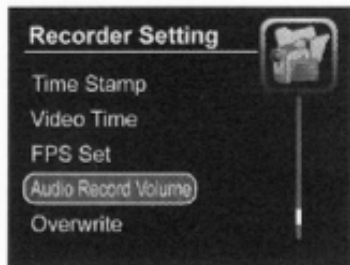 Recorder Setting
Time Stamp
Video Time
FPS Set
Audio Record Volume
Overwrite